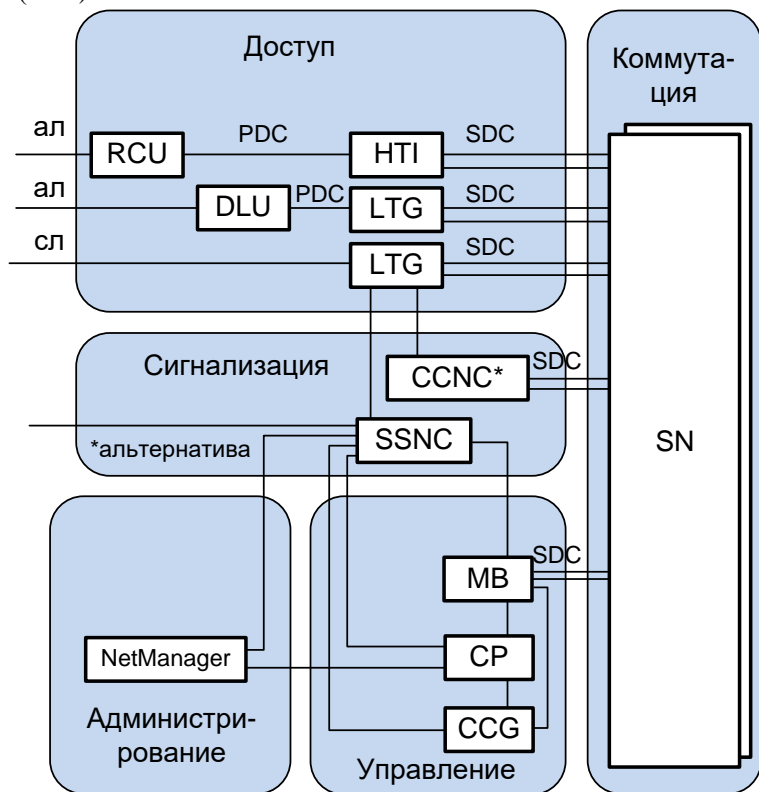 Доступ
Коммута-
ция
ал
RCU
PDC
HTI
SDC
ал
DLU
PDC
LTG
SDC
сл
LTG
SDC
Сигнализация
CCNC*
SDC
*альтернатива
SSNC
SN
MB
SDC
NetManager
CP
CCG
Администри-
рование
Управление